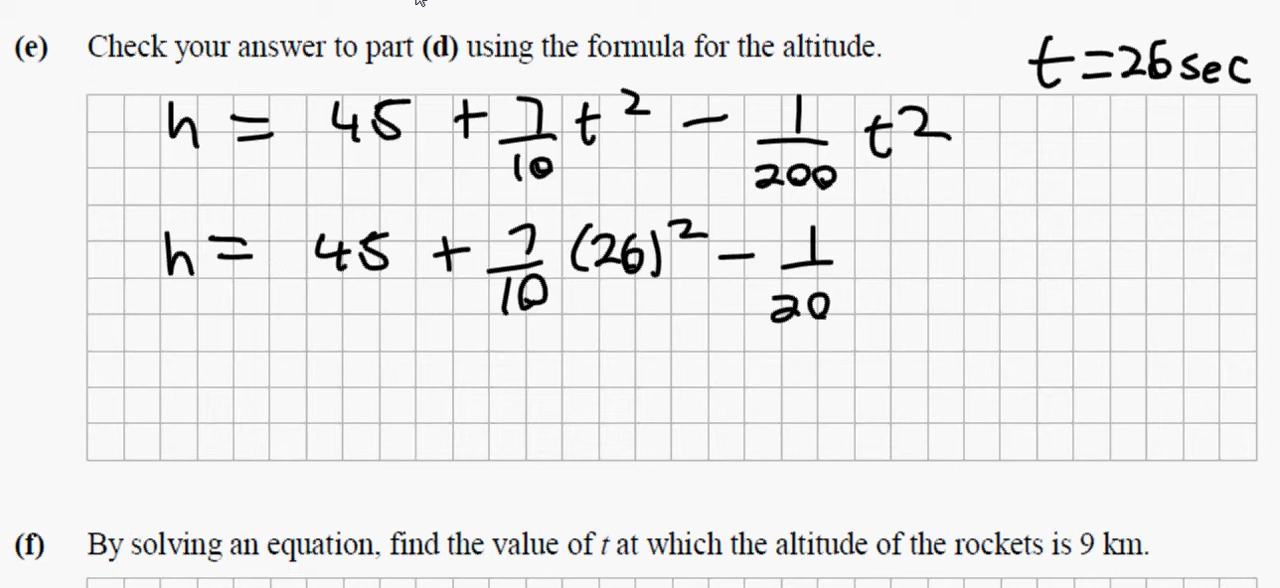 (e) Check your answer to part (d) using the formula for the altitude.
t = 26 sec
h = 45 + 7/10 t² - 1/200 t²
h = 45 + 7/10 (26)² - 1/20
(f) By solving an equation, find the value of t at which the altitude of the rockets is 9 km.